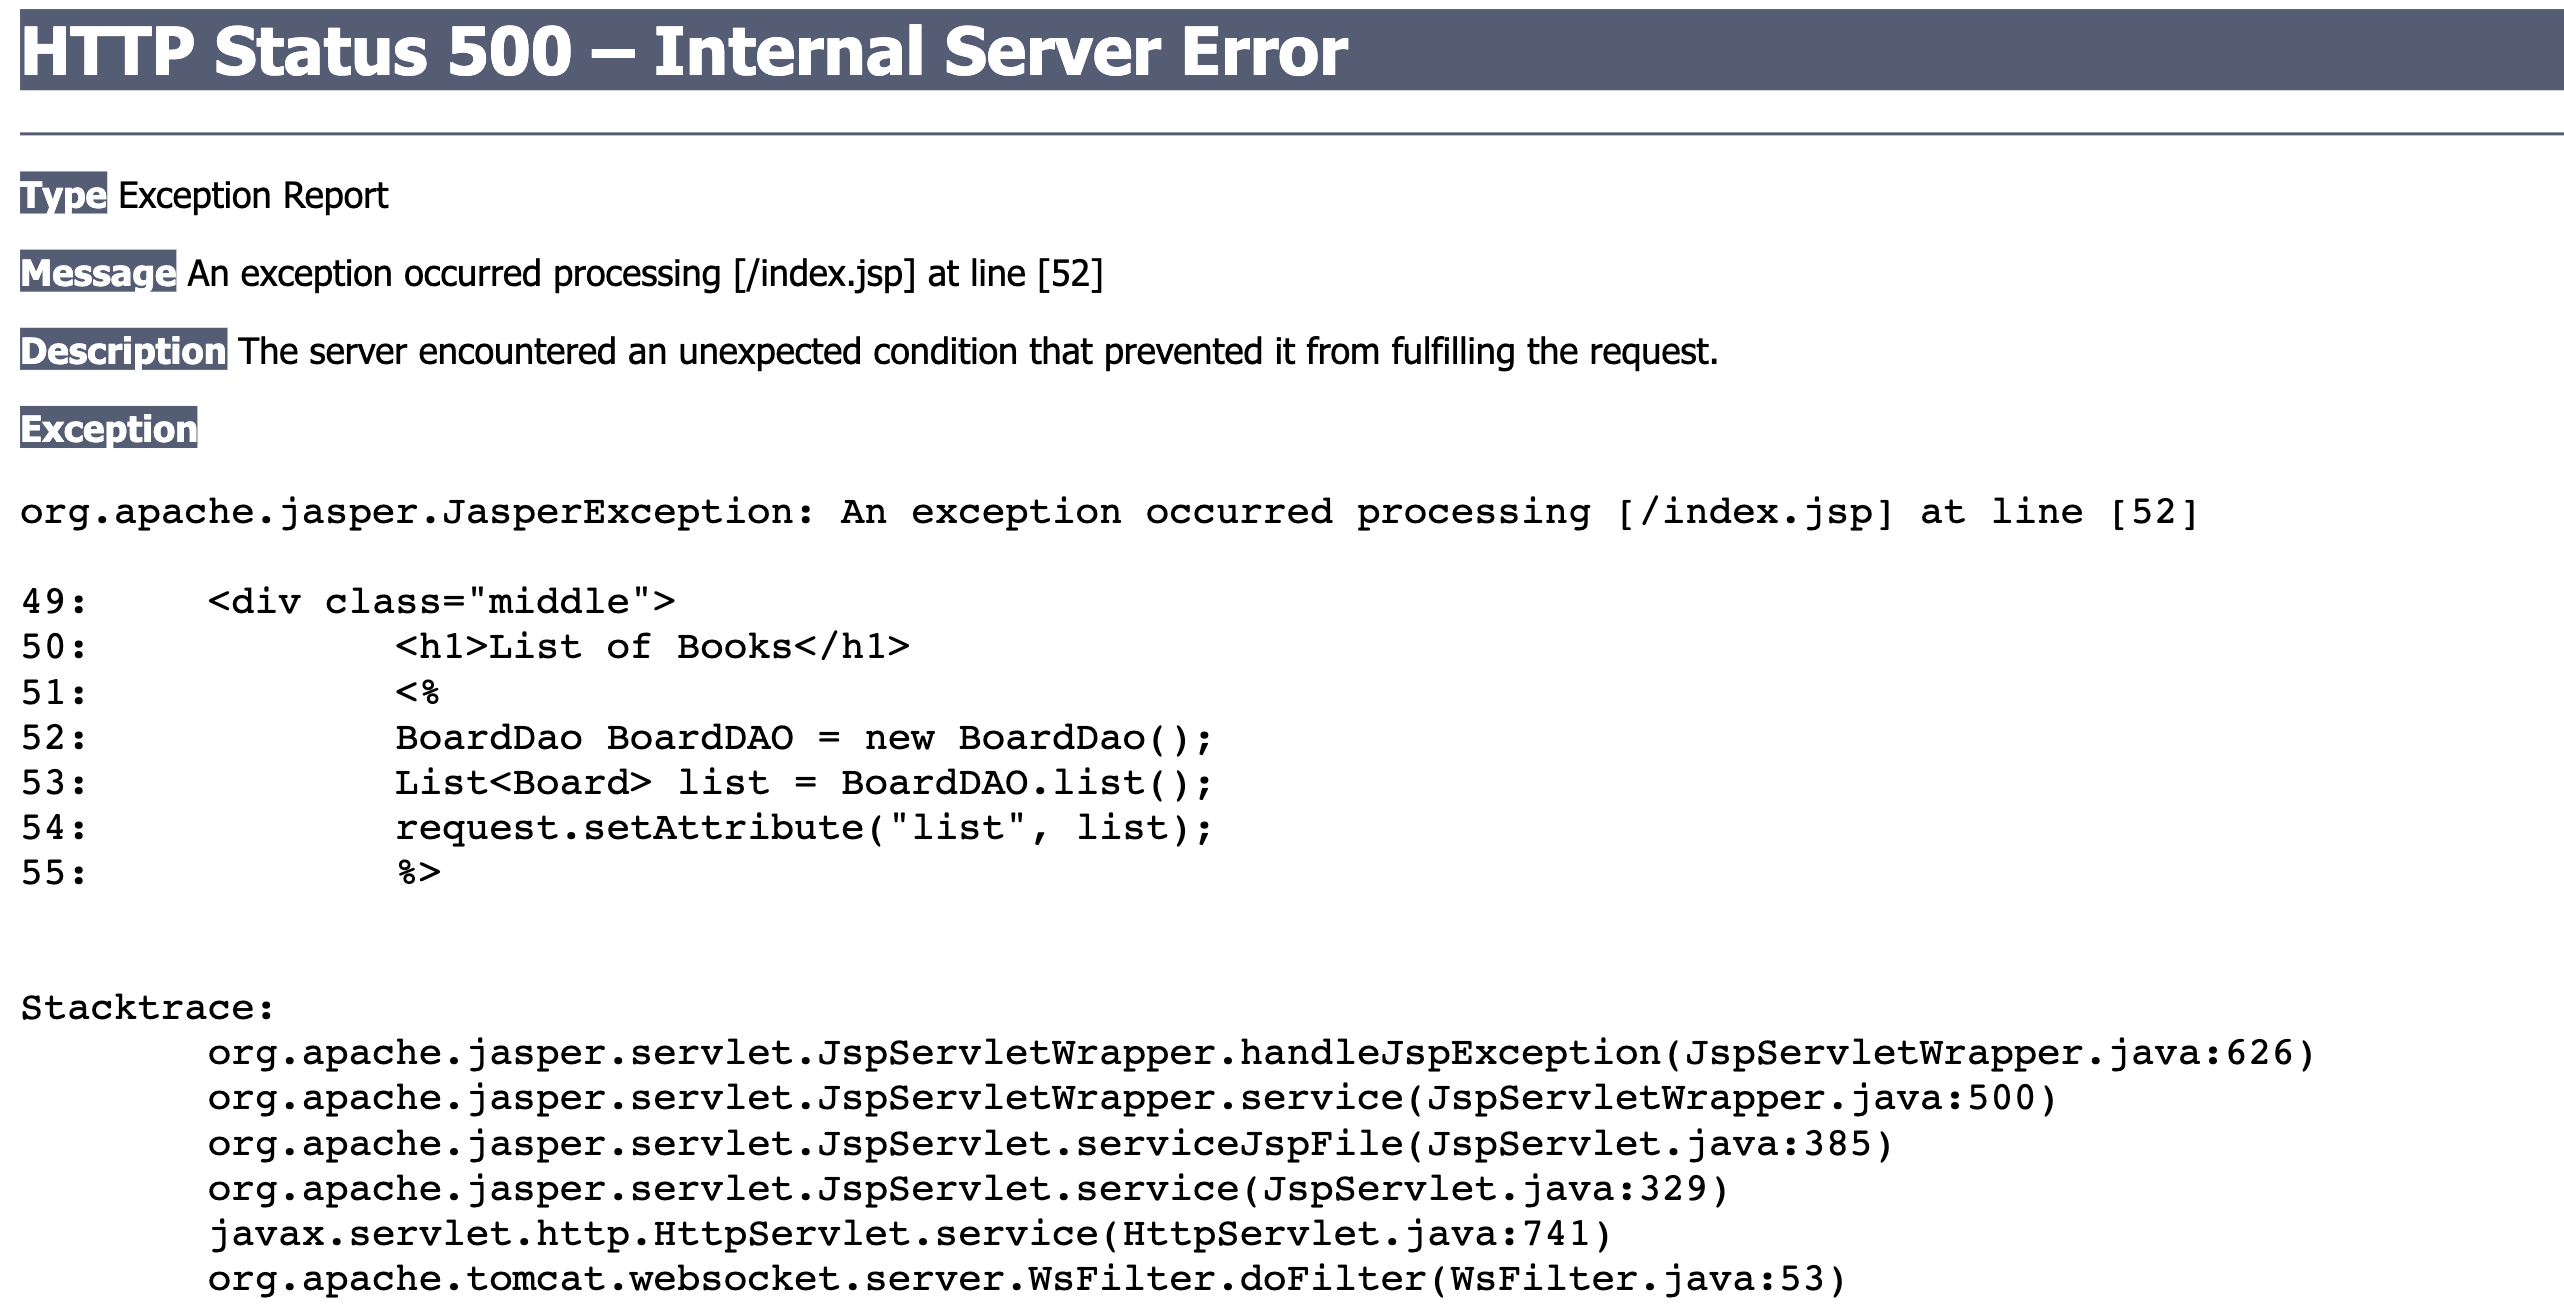 HTTP Status 500 – Internal Server Error
Type Exception Report
Message An exception occurred processing [/index.jsp] at line [52]
Description The server encountered an unexpected condition that prevented it from fulfilling the request.
Exception
org.apache.jasper.JasperException: An exception occurred processing [/index.jsp] at line [52]
49:     <div class="middle">
50:             <h1>List of Books</h1>
51:             <%
52:             BoardDao BoardDAO = new BoardDao();
53:             List<Board> list = BoardDAO.list();
54:             request.setAttribute("list", list);
55:             %>
Stacktrace:
        org.apache.jasper.servlet.JspServletWrapper.handleJspException(JspServletWrapper.java:626)
        org.apache.jasper.servlet.JspServletWrapper.service(JspServletWrapper.java:500)
        org.apache.jasper.servlet.JspServlet.serviceJspFile(JspServlet.java:385)
        org.apache.jasper.servlet.JspServlet.service(JspServlet.java:329)
        javax.servlet.http.HttpServlet.service(HttpServlet.java:741)
        org.apache.tomcat.websocket.server.WsFilter.doFilter(WsFilter.java:53)